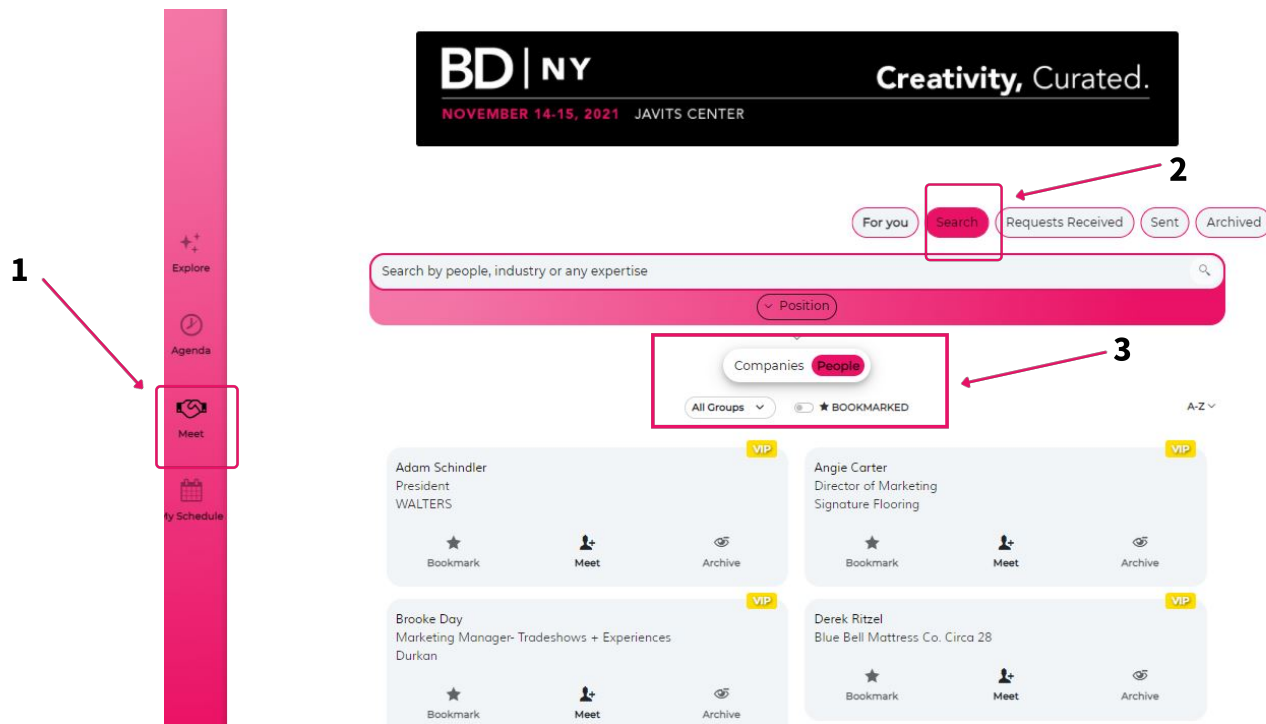 BD | NY
Creativity, Curated.
NOVEMBER 14-15, 2021 JAVITS CENTER
2
For you Search Requests Received Sent Archived
1
Explore
Search by people, industry or any expertise
Position
Agenda
3
Companies People
All Groups BOOKMARKED
A-Z
Meet
My Schedule
VIP
Adam Schindler
President
WALTERS
Bookmark Meet Archive
VIP
Angie Carter
Director of Marketing
Signature Flooring
Bookmark Meet Archive
VIP
Brooke Day
Marketing Manager- Tradeshows + Experiences
Durkan
Bookmark Meet Archive
VIP
Derek Ritzel
Blue Bell Mattress Co. Circa 28
Bookmark Meet Archive